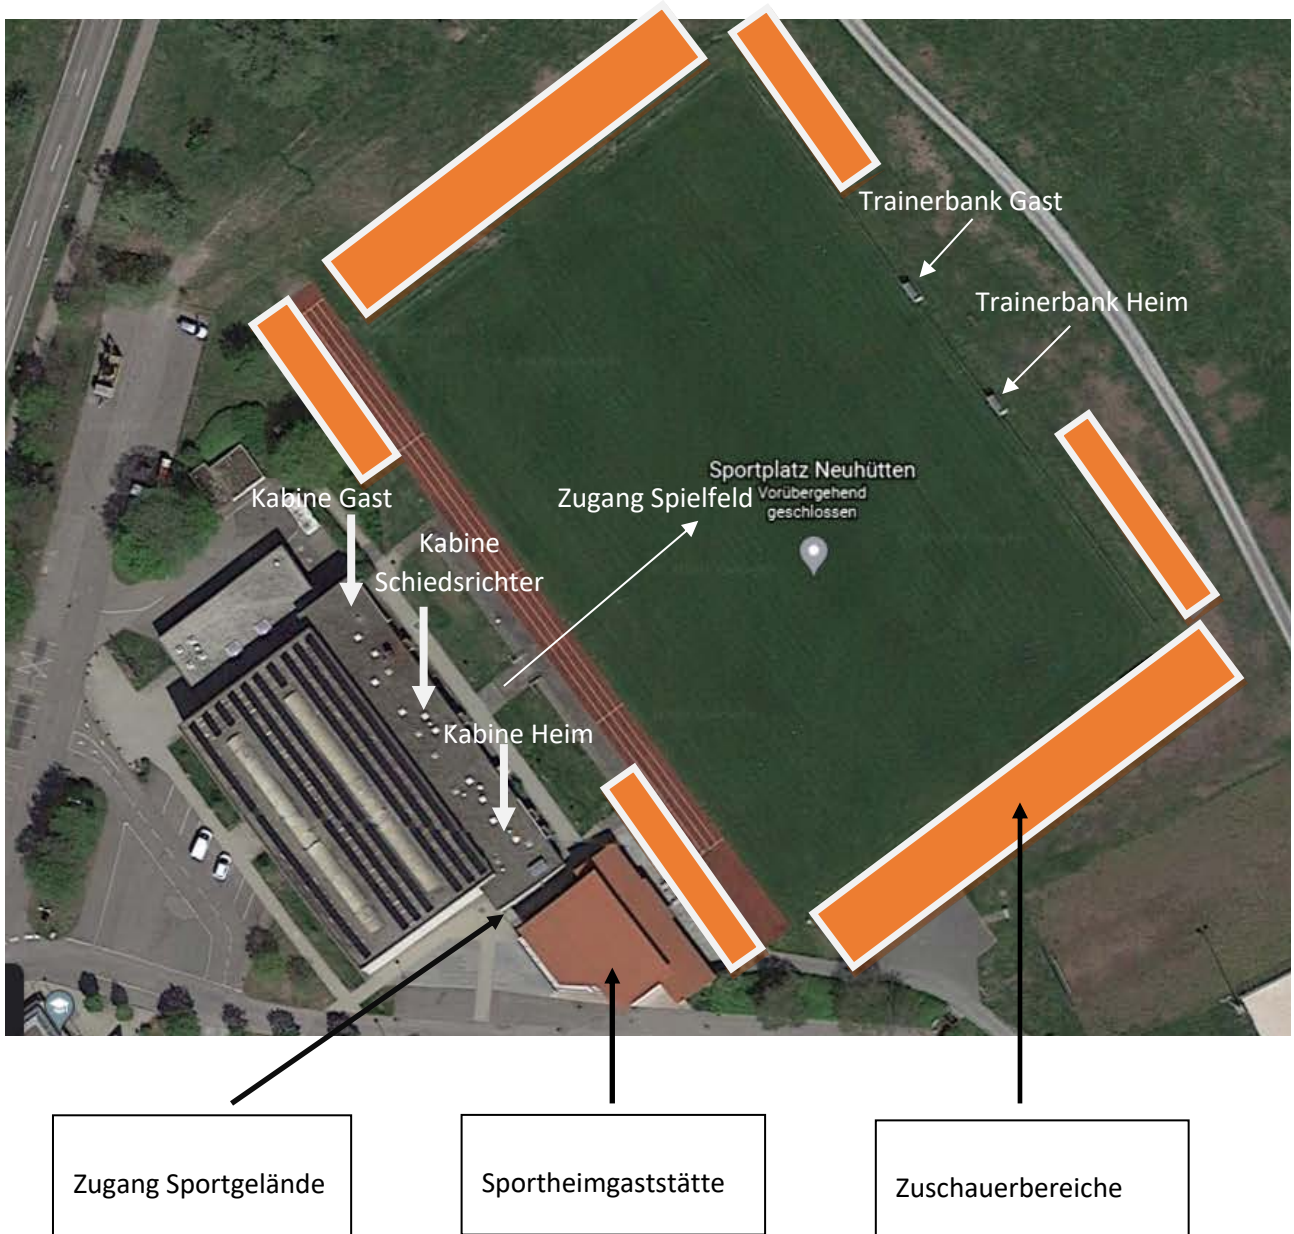 Trainerbank Gast
Trainerbank Heim
Sportplatz Neuhütten
Vorübergehend
geschlossen
Kabine Gast
Zugang Spielfeld
Kabine
Schiedsrichter
Kabine Heim
Zugang Sportgelände
Sportheimgaststätte
Zuschauerbereiche